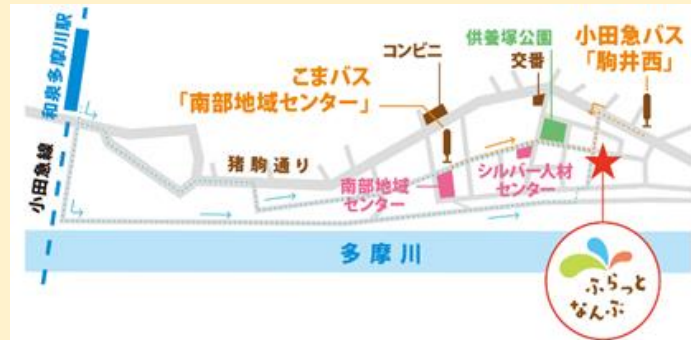 和泉多摩川駅
小田急線
猪駒通り
こまバス
「南部地域センター」
コンビニ
供養塚公園
交番
小田急バス
「駒井西」
南部地域
センター
シルバー人材
センター
多摩川
ふらっと
なんぶ